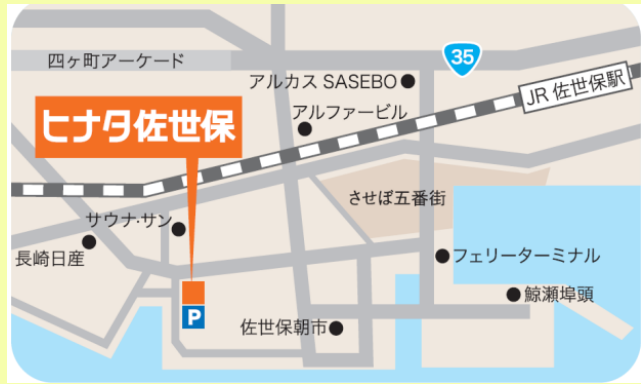 四ヶ町アーケード
35
アルカス SASEBO
JR 佐世保駅
アルファービル
ヒナタ佐世保
させぼ五番街
サウナ・サン
長崎日産
フェリーターミナル
鯨瀬埠頭
P
佐世保朝市